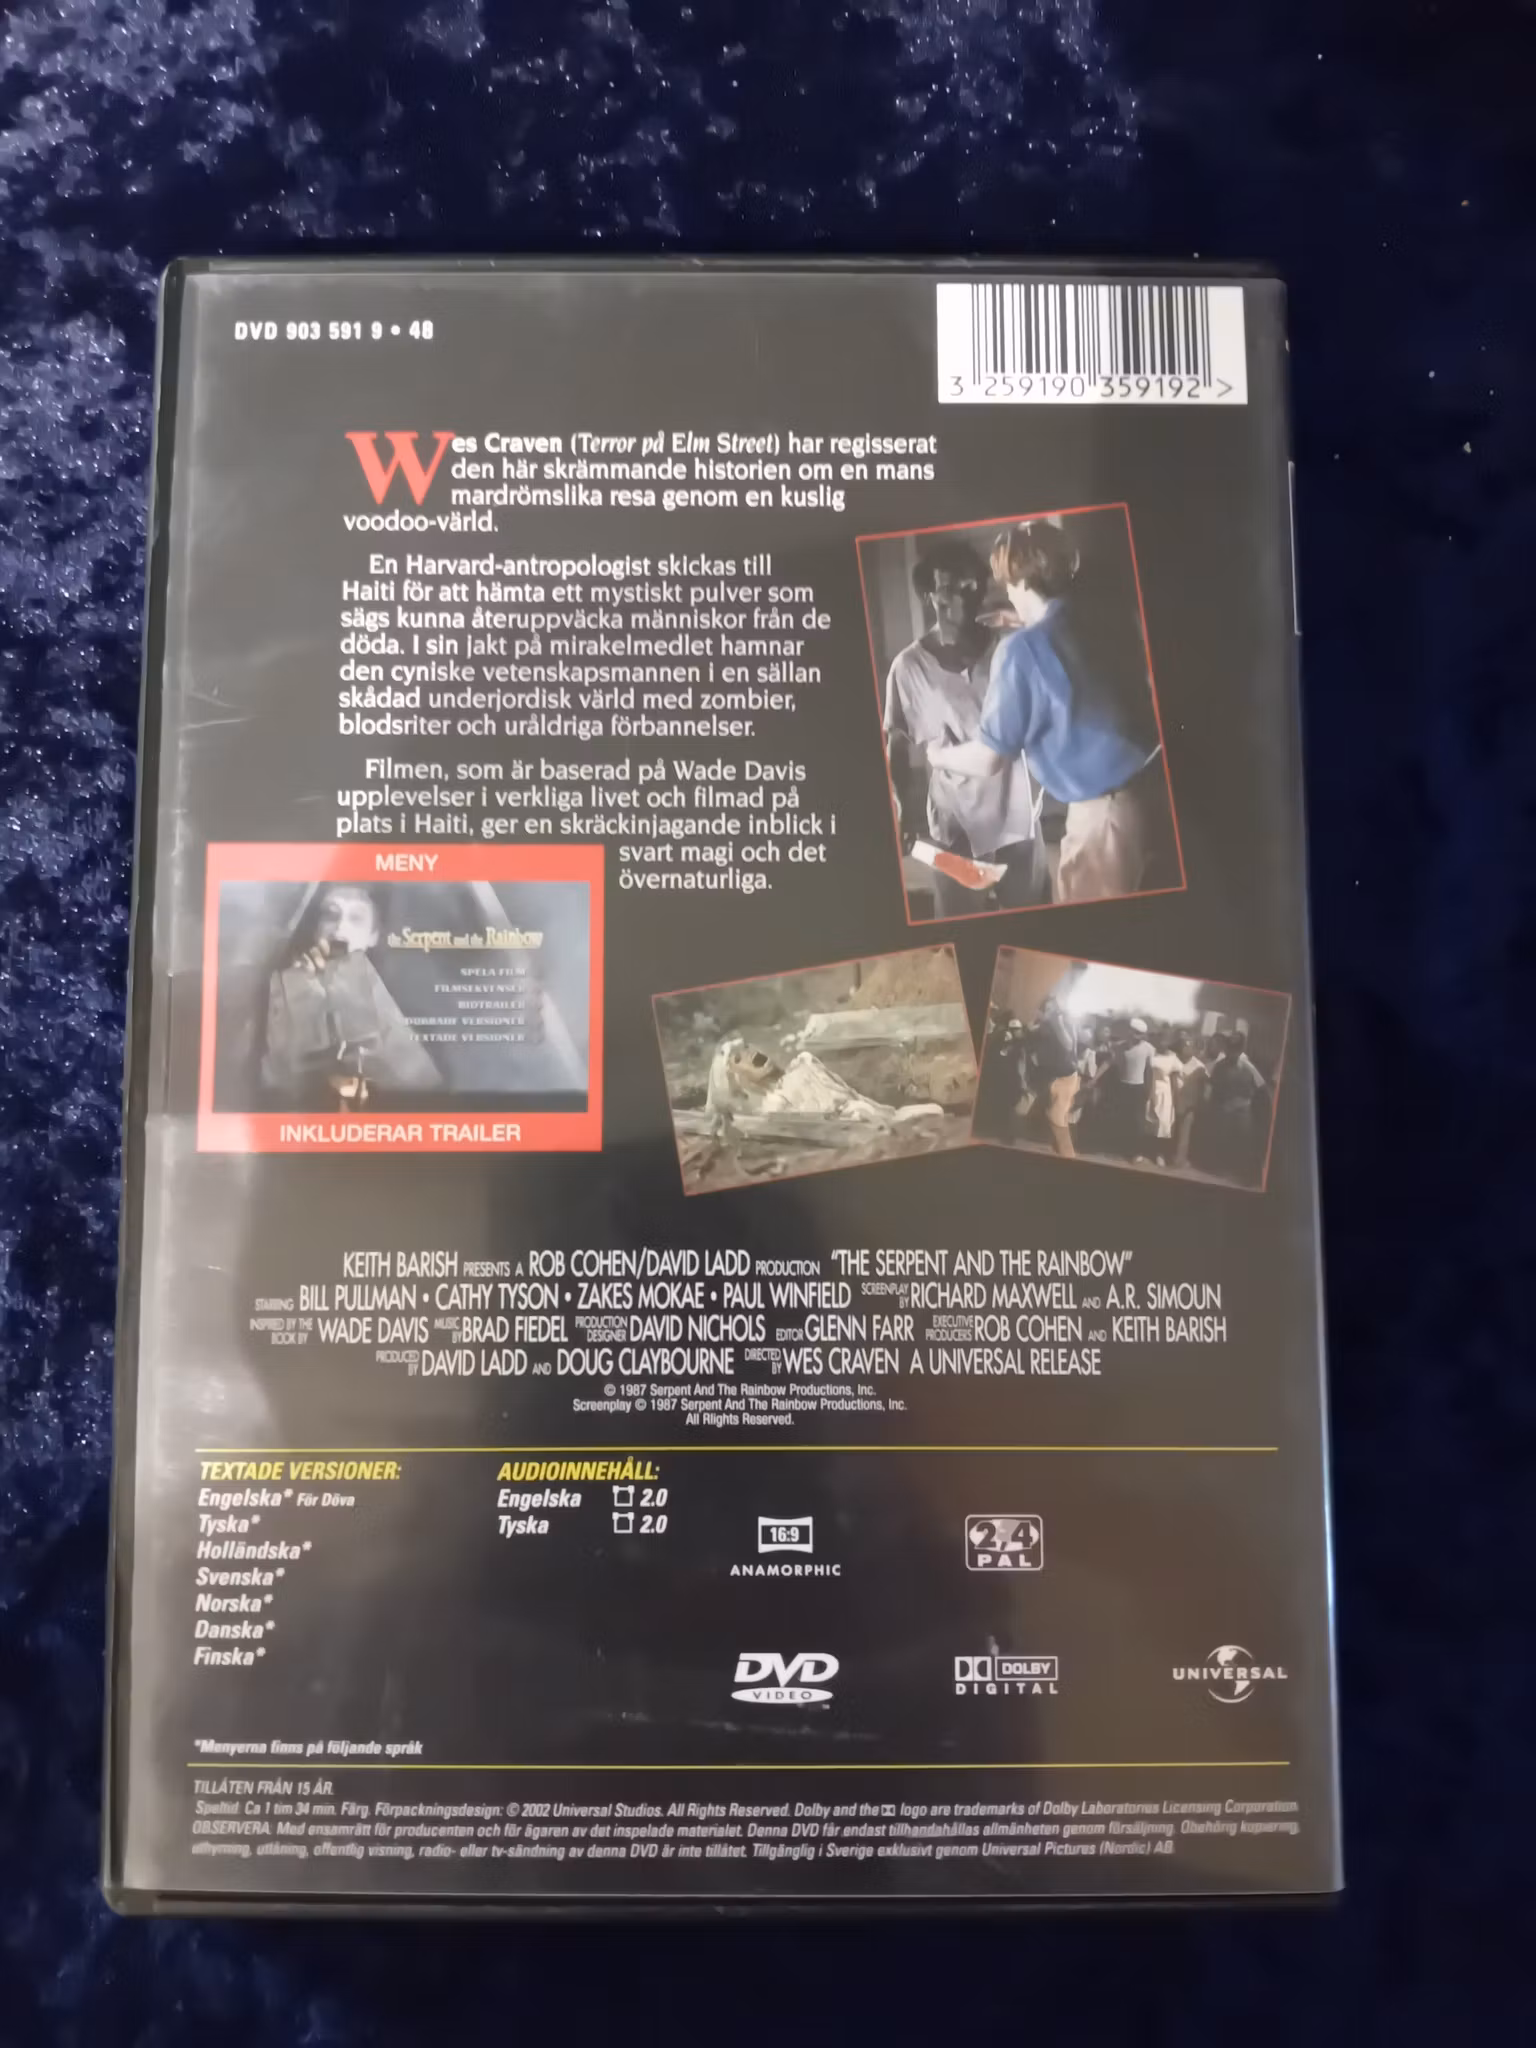 DVD 903 591 9 • 48
3 259190 359192 >
Wes Craven (Terror på Elm Street) har regisserat
den här skrämmande historien om en mans
mardrömslika resa genom en kuslig
voodoo-värld.
En Harvard-antropologist skickas till
Haiti för att hämta ett mystiskt pulver som
sägs kunna återuppväcka människor från de
döda. I sin jakt på mirakelmedlet hamnar
den cyniske vetenskapsmannen i en sällan
skådad underjordisk värld med zombier,
blodsriter och uråldriga förbannelser.
Filmen, som är baserad på Wade Davis
upplevelser i verkliga livet och filmad på
plats i Haiti, ger en skräckinjagande inblick i
svart magi och det
övernaturliga.
MENY
the Serpent and the Rainbow
SPELA FILM
FILMSEKVENSER
BIOTRAILER
DUBBADE VERSIONER
TEXTADE VERSIONER
INKLUDERAR TRAILER
KEITH BARISH PRESENTS A ROB COHEN/DAVID LADD PRODUCTION "THE SERPENT AND THE RAINBOW"
STARRING BILL PULLMAN • CATHY TYSON • ZAKES MOKAE • PAUL WINFIELD SCREENPLAY BY RICHARD MAXWELL AND A.R. SIMOUN
INSPIRED BY THE BOOK BY WADE DAVIS MUSIC BY BRAD FIEDEL PRODUCTION DESIGNER DAVID NICHOLS EDITOR GLENN FARR EXECUTIVE PRODUCERS ROB COHEN AND KEITH BARISH
PRODUCED BY DAVID LADD AND DOUG CLAYBOURNE DIRECTED BY WES CRAVEN A UNIVERSAL RELEASE
© 1987 Serpent And The Rainbow Productions, Inc.
Screenplay © 1987 Serpent And The Rainbow Productions, Inc.
All Rights Reserved.
TEXTADE VERSIONER:
Engelska* För Döva
Tyska*
Holländska*
Svenska*
Norska*
Danska*
Finska*
AUDIOINNEHÅLL:
Engelska 2.0
Tyska 2.0
16:9
ANAMORPHIC
2,4
PAL
DVD
VIDEO
DOLBY
DIGITAL
UNIVERSAL
*Menyerna finns på följande språk
TILLÅTEN FRÅN 15 ÅR.
Speltid: Ca 1 tim 34 min. Färg. Förpackningsdesign: © 2002 Universal Studios. All Rights Reserved. Dolby and the logo are trademarks of Dolby Laboratories Licensing Corporation
OBSERVERA: Med ensamrätt för producenten och för ägaren av det inspelade materialet. Denna DVD får endast tillhandahållas allmänheten genom försäljning. Obehörig kopiering,
uthyrning, utlåning, offentlig visning, radio- eller tv-sändning av denna DVD är inte tillåtet. Tillgänglig i Sverige exklusivt genom Universal Pictures (Nordic) AB